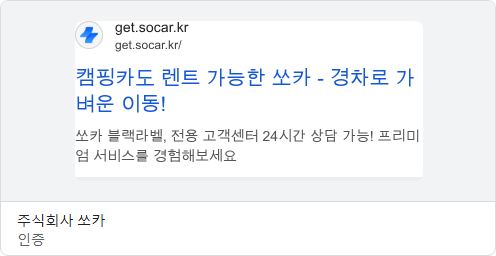 get.socar.kr
get.socar.kr/
캠핑카도 렌트 가능한 쏘카 - 경차로 가
벼운 이동!
쏘카 블랙라벨, 전용 고객센터 24시간 상담 가능! 프리미
엄 서비스를 경험해보세요
주식회사 쏘카
인증